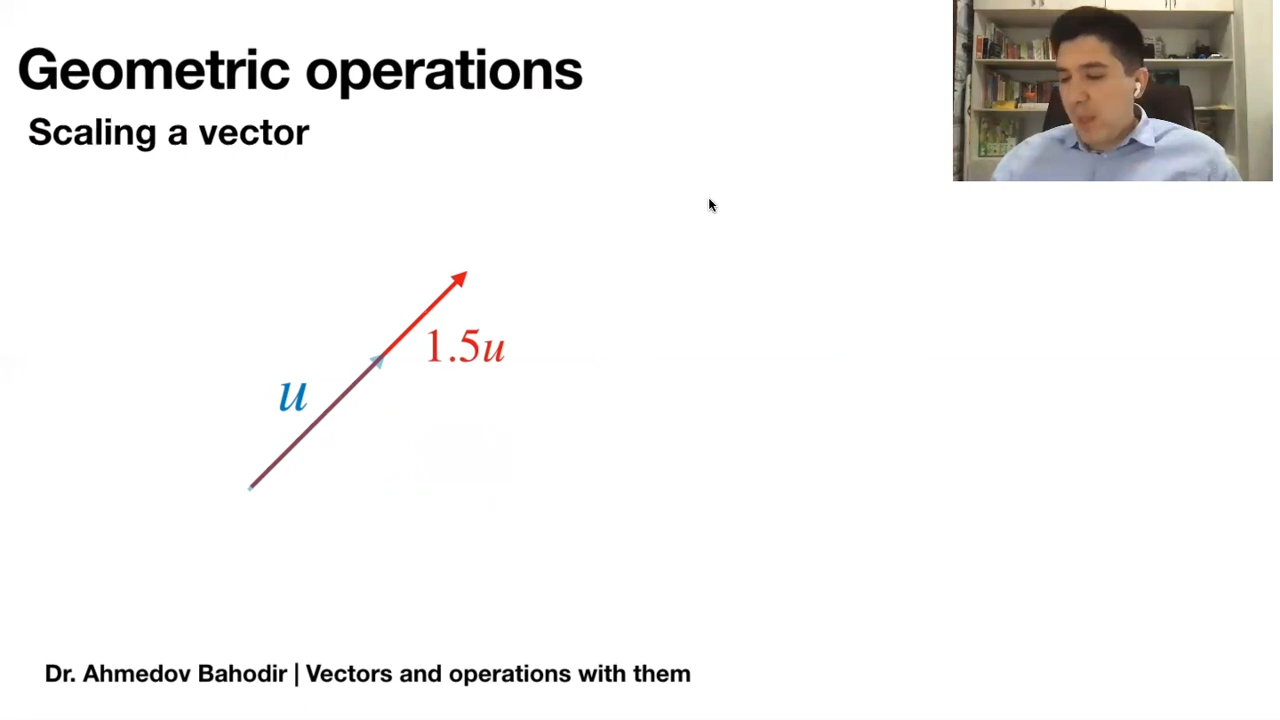 Geometric operations
Scaling a vector
1.5u
u
Dr. Ahmedov Bahodir | Vectors and operations with them